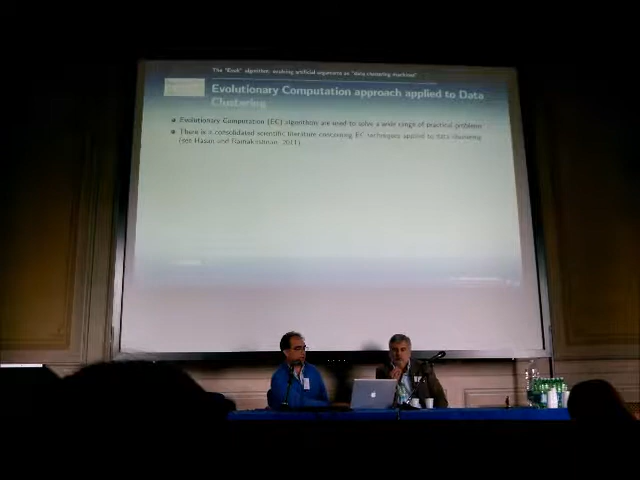 The "Exok" algorithm: evolving artificial organisms as "data clustering machines"
Evolutionary Computation approach applied to Data
Clustering
Evolutionary Computation (EC) algorithms are used to solve a wide range of practical problems
There is a consolidated scientific literature concerning EC techniques applied to data clustering
(see Hasan and Ramakrishnan, 2011)